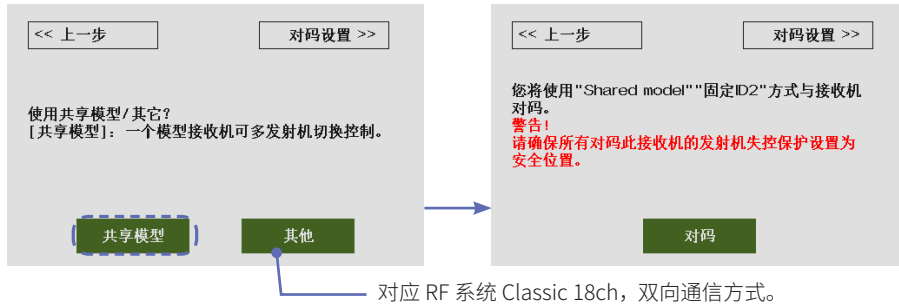 << 上一步
对码设置 >>
使用共享模型/其它?
[共享模型]: 一个模型接收机可多发射机切换控制。
共享模型
其他
<< 上一步
对码设置 >>
您将使用"Shared model""固定ID2"方式与接收机
对码。
警告!
请确保所有对码此接收机的发射机失控保护设置为
安全位置。
对码
对应 RF 系统 Classic 18ch，双向通信方式。